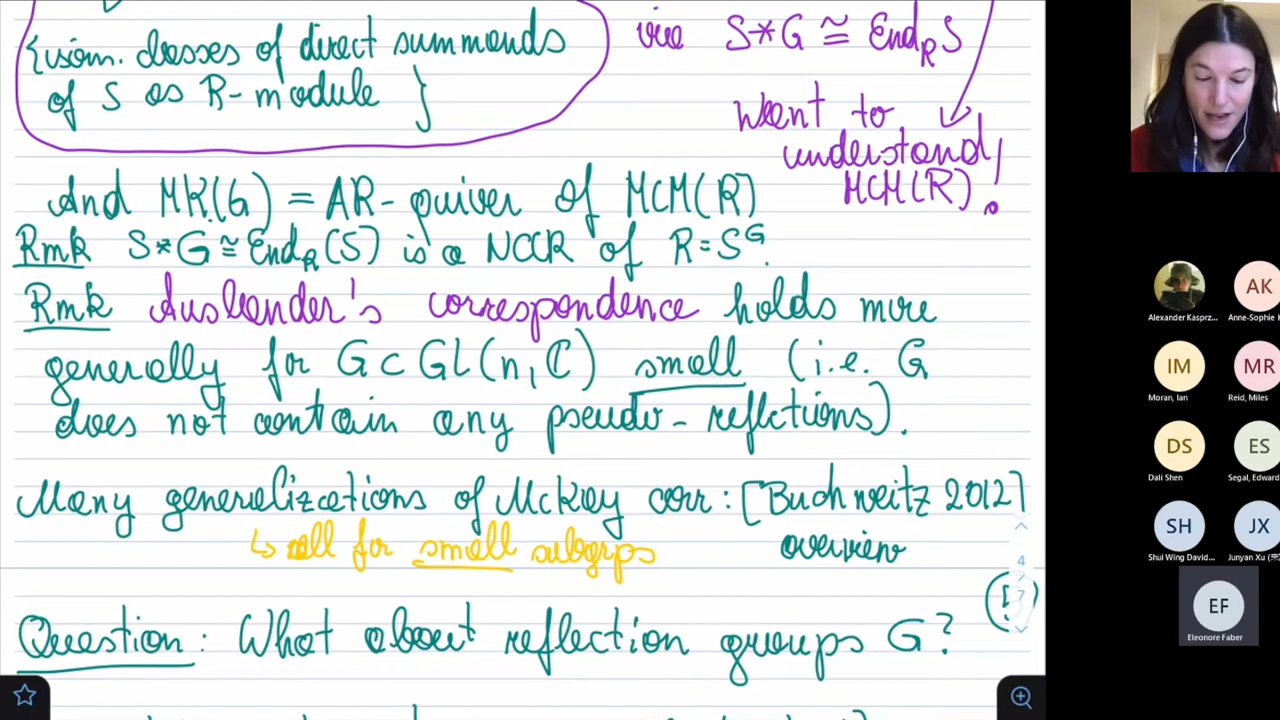 {isom. classes of direct summands
of S as R-module }
via S*G ≅ End_R S
Want to
understand
MCM(R).
And MK(G) = AR-quiver of MCM(R)
Rmk S*G ≅ End_R(S) is a NCCR of R=S^G.
Rmk Auslander's correspondence holds more
generally for G⊂GL(n,ℂ) small (i.e. G
does not contain any pseudo-reflections).
Many generalizations of McKay corr: [Buchweitz 2012]
↳ all for small subgrps
overview
Question: What about reflection groups G?
4
7
Alexander Kasprz...
AK
Anne-Sophie
IM
Moran, Ian
MR
Reid, Miles
DS
Dali Shen
ES
Segal, Edward
SH
Shui Wing David...
JX
EF
Eleonore Faber